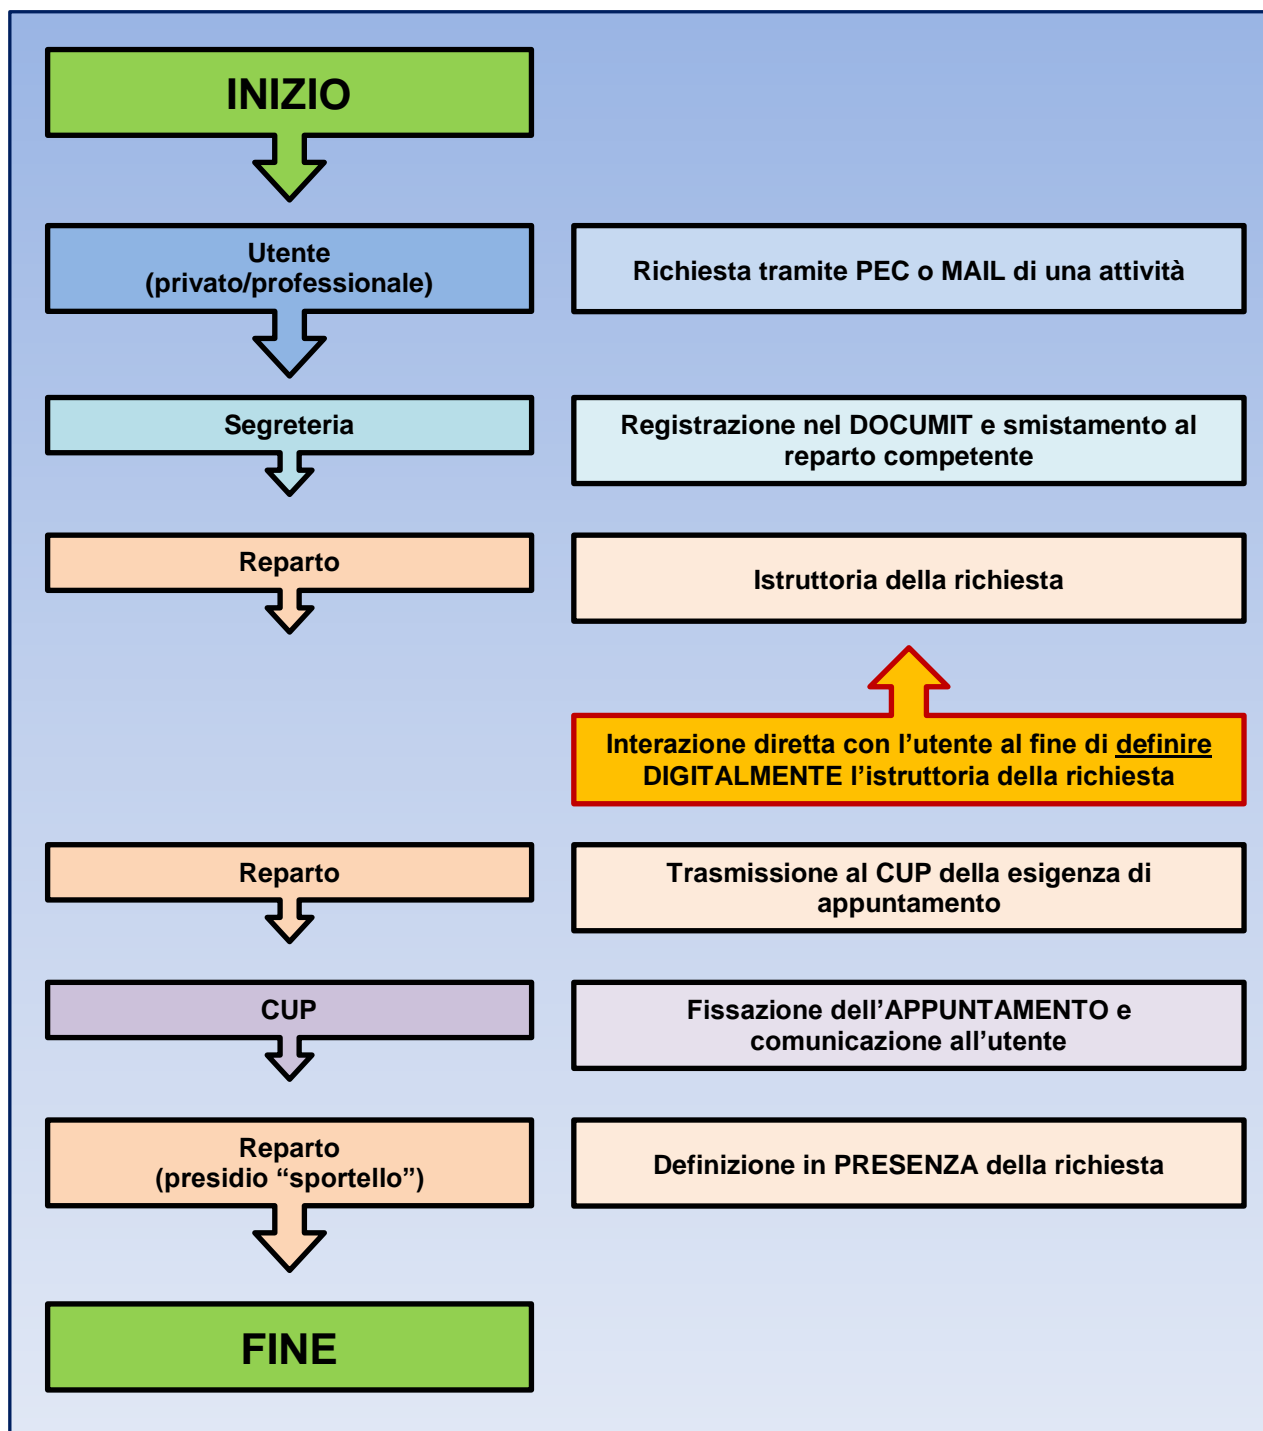 INIZIO
Utente
(privato/professionale)
Richiesta tramite PEC o MAIL di una attività
Segreteria
Registrazione nel DOCUMIT e smistamento al
reparto competente
Reparto
Istruttoria della richiesta
Interazione diretta con l’utente al fine di definire
DIGITALMENTE l’istruttoria della richiesta
Reparto
Trasmissione al CUP della esigenza di
appuntamento
CUP
Fissazione dell’APPUNTAMENTO e
comunicazione all’utente
Reparto
(presidio “sportello”)
Definizione in PRESENZA della richiesta
FINE